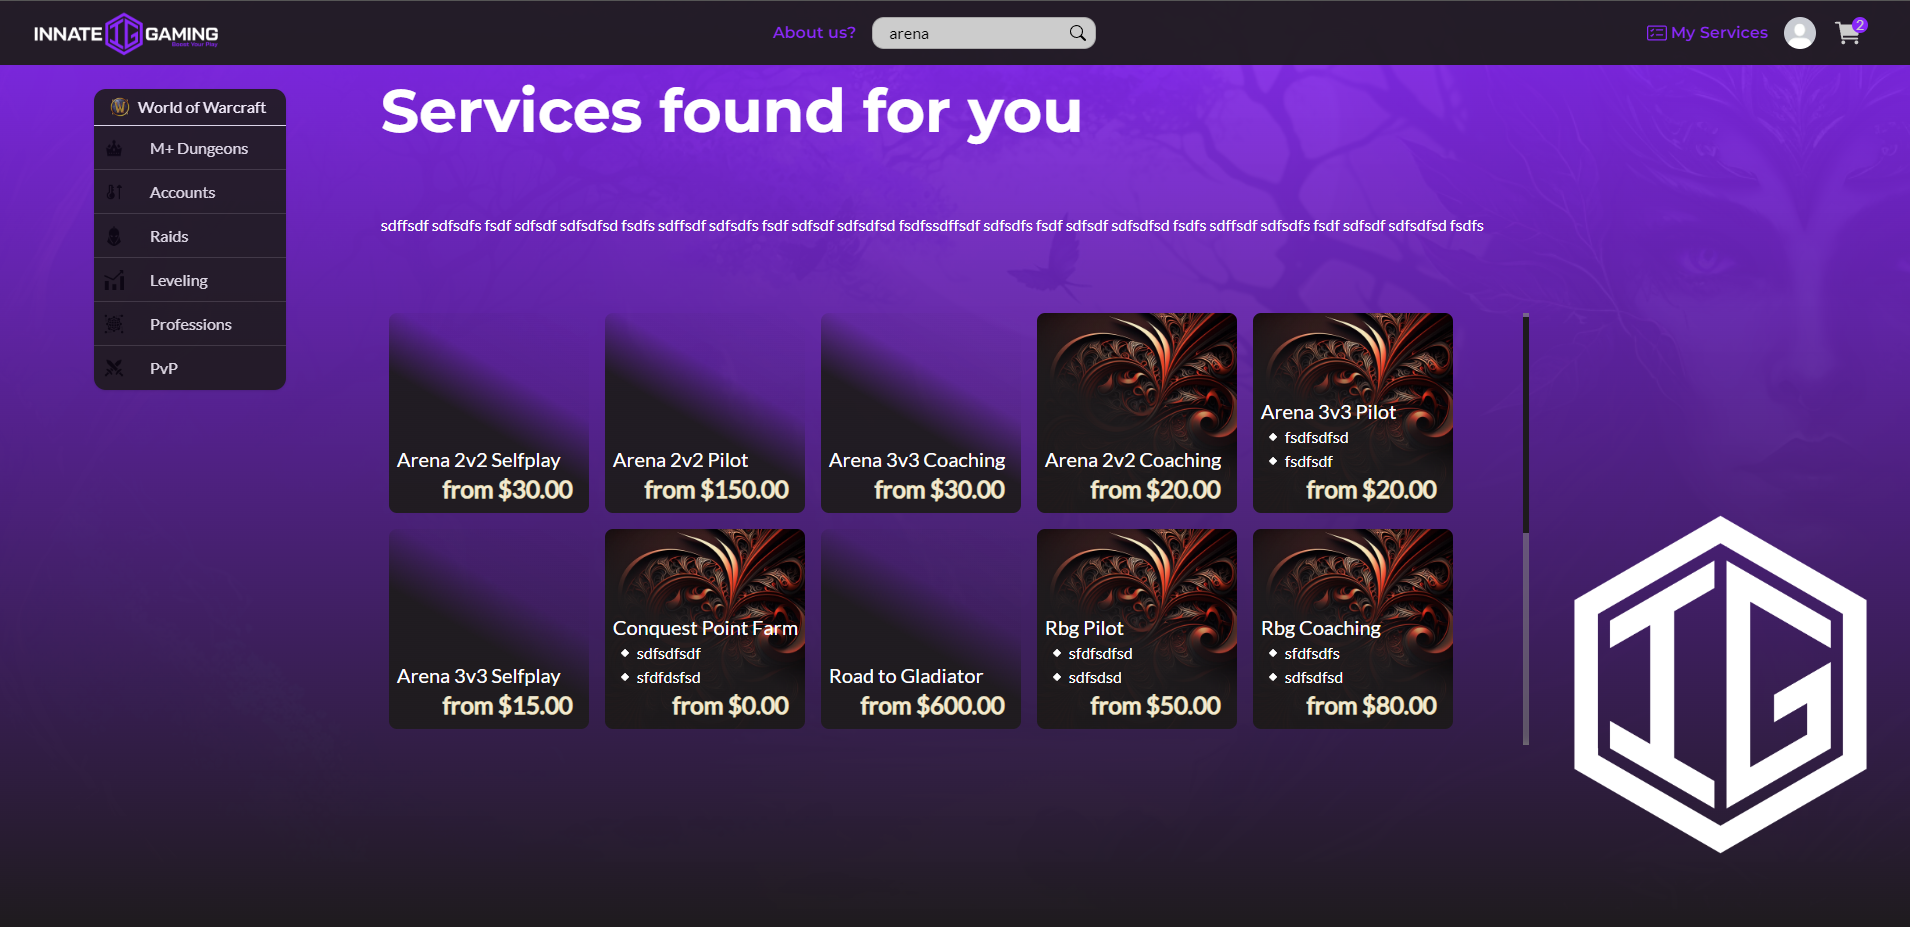 INNATE IG GAMING
Boost Your Play
About us?
arena
My Services
2
World of Warcraft
M+ Dungeons
Accounts
Raids
Leveling
Professions
PvP
Services found for you
sdffsdf sdfsdfs fsdf sdfsdf sdfsdfsd fsdfs sdffsdf sdfsdfs fsdf sdfsdf sdfsdfsd fsdfssdffsdf sdfsdfs fsdf sdfsdf sdfsdfsd fsdfs sdffsdf sdfsdfs fsdf sdfsdf sdfsdfsd fsdfs
Arena 2v2 Selfplay
from $30.00
Arena 2v2 Pilot
from $150.00
Arena 3v3 Coaching
from $30.00
Arena 2v2 Coaching
from $20.00
Arena 3v3 Pilot
fsdfsdfsd
fsdfsdf
from $20.00
Arena 3v3 Selfplay
from $15.00
Conquest Point Farm
sdfsdfsdf
sfdfdsfsd
from $0.00
Road to Gladiator
from $600.00
Rbg Pilot
sfdfsdfsd
sdfsdsd
from $50.00
Rbg Coaching
sfdfsdfs
sdfsdfsd
from $80.00
IG